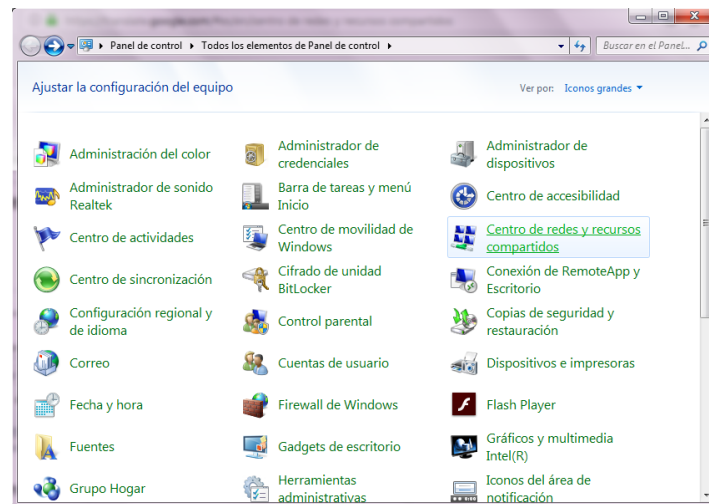 Panel de control ▸ Todos los elementos de Panel de control ▸
Buscar en el Panel...
Ajustar la configuración del equipo
Ver por: Iconos grandes
Administración del color
Administrador de
credenciales
Administrador de
dispositivos
Administrador de sonido
Realtek
Barra de tareas y menú
Inicio
Centro de accesibilidad
Centro de actividades
Centro de movilidad de
Windows
Centro de redes y recursos
compartidos
Centro de sincronización
Cifrado de unidad
BitLocker
Conexión de RemoteApp y
Escritorio
Configuración regional y
de idioma
Control parental
Copias de seguridad y
restauración
Correo
Cuentas de usuario
Dispositivos e impresoras
Fecha y hora
Firewall de Windows
Flash Player
Fuentes
Gadgets de escritorio
Gráficos y multimedia
Intel(R)
Grupo Hogar
Herramientas
administrativas
Iconos del área de
notificación